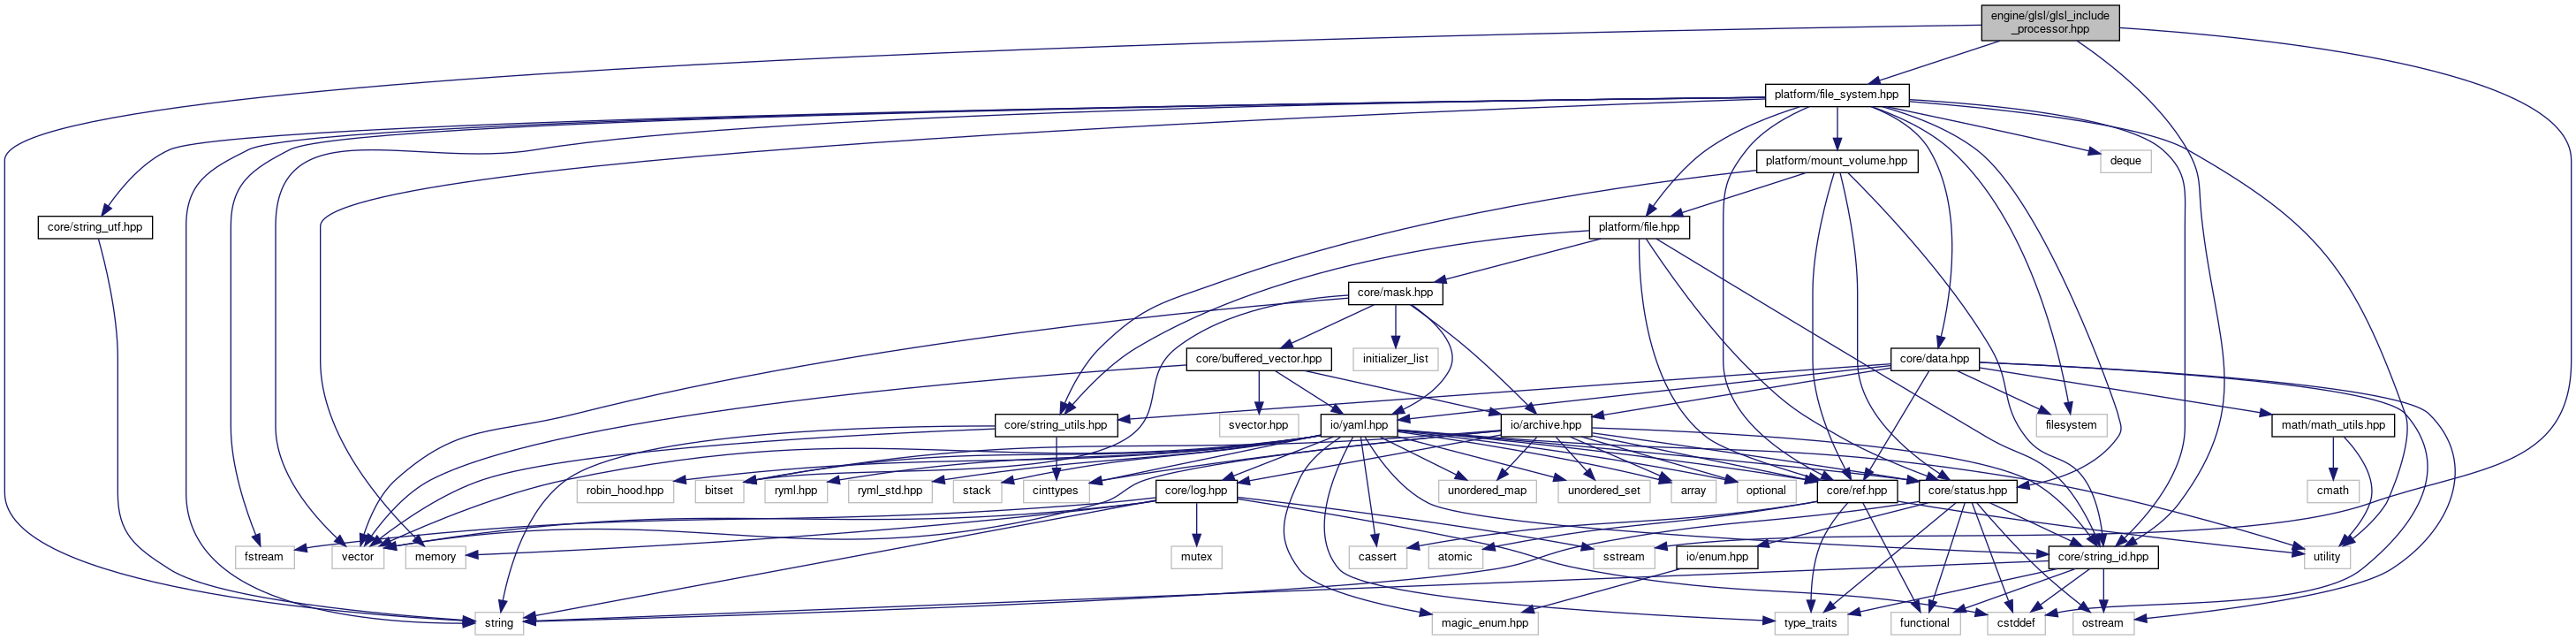 engine/glsl/glsl_include
_processor.hpp
platform/file_system.hpp
platform/mount_volume.hpp
deque
core/string_utf.hpp
platform/file.hpp
core/mask.hpp
core/buffered_vector.hpp
initializer_list
core/data.hpp
core/string_utils.hpp
svector.hpp
io/yaml.hpp
io/archive.hpp
filesystem
math/math_utils.hpp
robin_hood.hpp
bitset
ryml.hpp
ryml_std.hpp
stack
cinttypes
core/log.hpp
unordered_map
unordered_set
array
optional
core/ref.hpp
core/status.hpp
cmath
fstream
vector
memory
mutex
cassert
atomic
sstream
io/enum.hpp
core/string_id.hpp
utility
string
magic_enum.hpp
type_traits
functional
cstddef
ostream